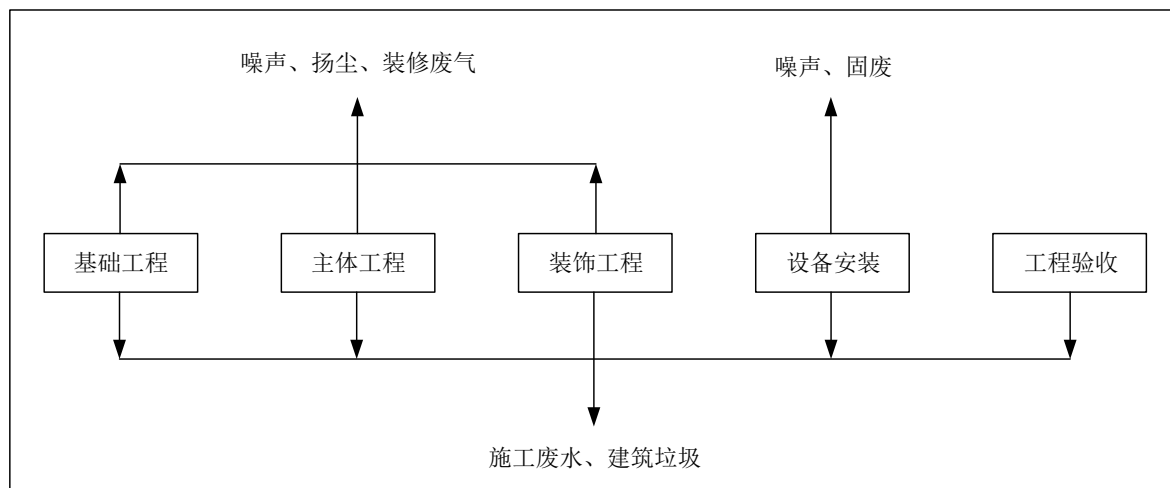 噪声、扬尘、装修废气
噪声、固废
基础工程
主体工程
装饰工程
设备安装
工程验收
施工废水、建筑垃圾